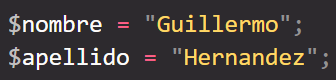 $nombre = "Guillermo";
$apellido = "Hernandez";